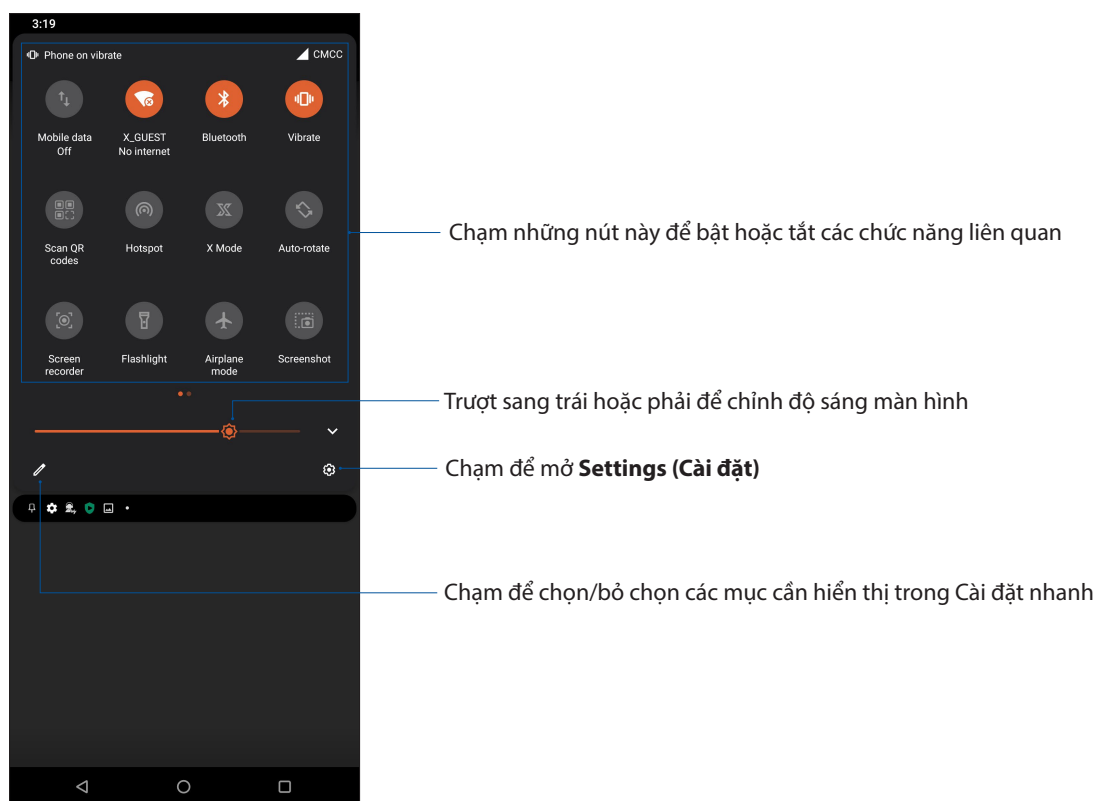 3:19
Phone on vibrate CMCC
Mobile data X_GUEST Bluetooth Vibrate
Off No internet
Scan QR Hotspot X Mode Auto-rotate
codes
Chạm những nút này để bật hoặc tắt các chức năng liên quan
Screen Flashlight Airplane Screenshot
recorder mode
Trượt sang trái hoặc phải để chỉnh độ sáng màn hình
Chạm để mở Settings (Cài đặt)
Chạm để chọn/bỏ chọn các mục cần hiển thị trong Cài đặt nhanh